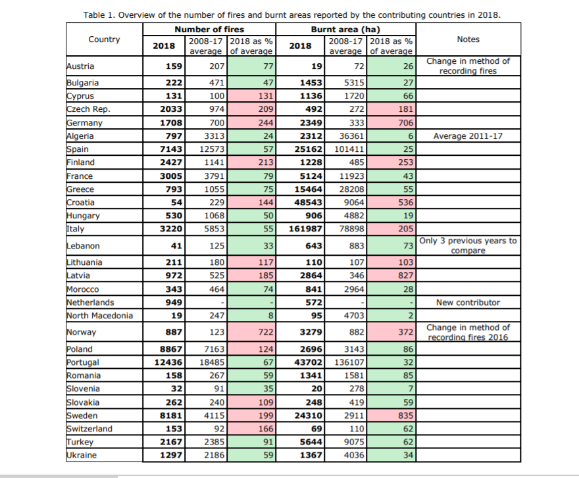 Table 1. Overview of the number of fires and burnt areas reported by the contributing countries in 2018.
Country Number of fires Burnt area (ha) Notes
2018 2008-17 average 2018 as % of average 2018 2008-17 average 2018 as % of average
Austria 159 207 77 19 72 26 Change in method of recording fires
Bulgaria 222 471 47 1453 5315 27
Cyprus 131 100 131 1136 1720 66
Czech Rep. 2033 974 209 492 272 181
Germany 1708 700 244 2349 333 706
Algeria 797 3313 24 2312 36361 6 Average 2011-17
Spain 7143 12573 57 25162 101411 25
Finland 2427 1141 213 1228 485 253
France 3005 3791 79 5124 11923 43
Greece 793 1055 75 15464 28208 55
Croatia 54 229 144 48543 9064 536
Hungary 530 1068 50 906 4882 19
Italy 3220 5853 55 161987 78898 205
Lebanon 41 125 33 643 883 73 Only 3 previous years to compare
Lithuania 211 180 117 110 107 103
Latvia 972 525 185 2864 346 827
Morocco 343 464 74 841 2964 28
Netherlands 949 - - 572 - - New contributor
North Macedonia 19 247 8 95 4703 2
Norway 887 123 722 3279 882 372 Change in method of recording fires 2016
Poland 8867 7163 124 2696 3143 86
Portugal 12436 18485 67 43702 136107 32
Romania 158 267 59 1341 1581 85
Slovenia 32 91 35 20 278 7
Slovakia 262 240 109 248 419 59
Sweden 8181 4115 199 24310 2911 835
Switzerland 153 92 166 69 110 62
Turkey 2167 2385 91 5644 9075 62
Ukraine 1297 2186 59 1367 4036 34